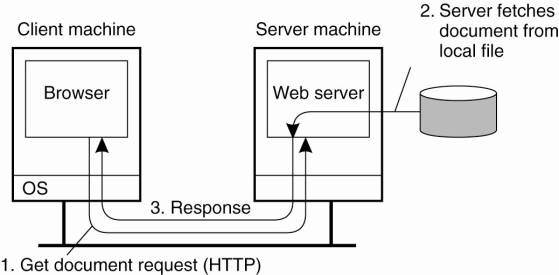 Client machine
Server machine
2. Server fetches
document from
local file
Browser
Web server
OS
3. Response
1. Get document request (HTTP)